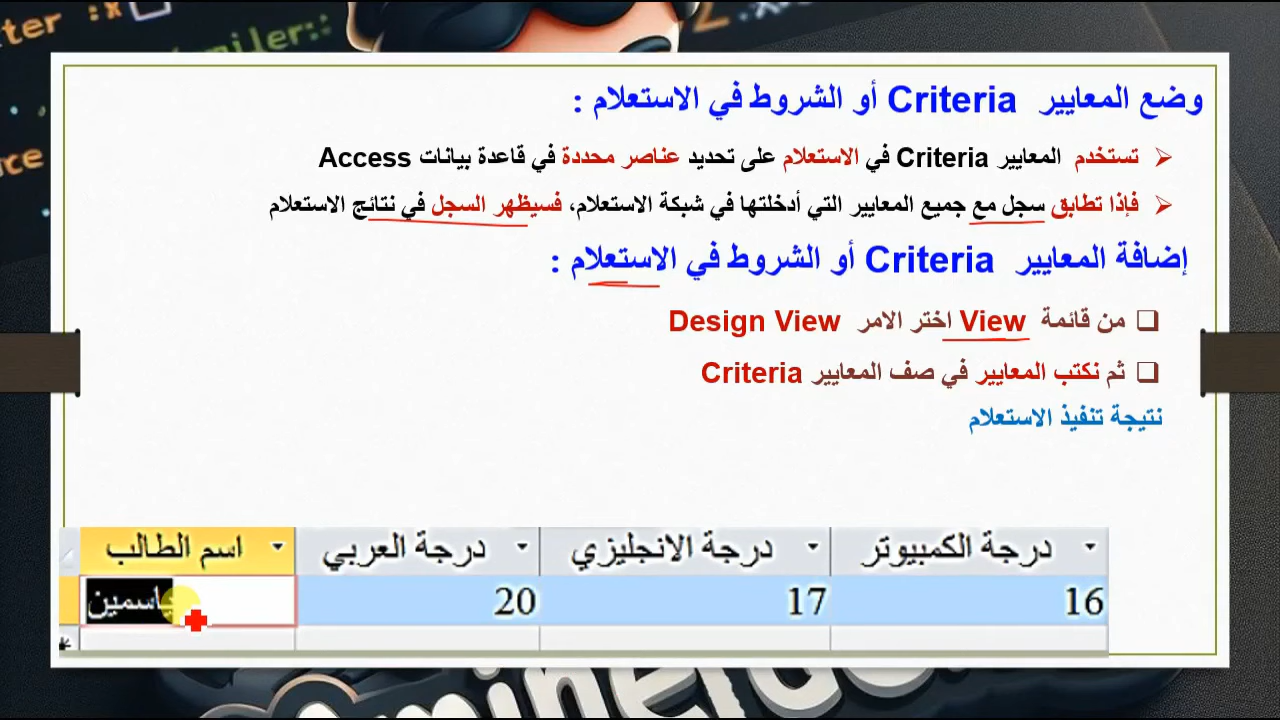 وضع المعايير Criteria أو الشروط في الاستعلام :
تستخدم المعايير Criteria في الاستعلام على تحديد عناصر محددة في قاعدة بيانات Access
فإذا تطابق سجل مع جميع المعايير التي أدخلتها في شبكة الاستعلام، فسيظهر السجل في نتائج الاستعلام
إضافة المعايير Criteria أو الشروط في الاستعلام :
من قائمة View اختر الامر Design View
ثم نكتب المعايير في صف المعايير Criteria
نتيجة تنفيذ الاستعلام
اسم الطالب درجة العربي درجة الانجليزي درجة الكمبيوتر
ياسمين 20 17 16